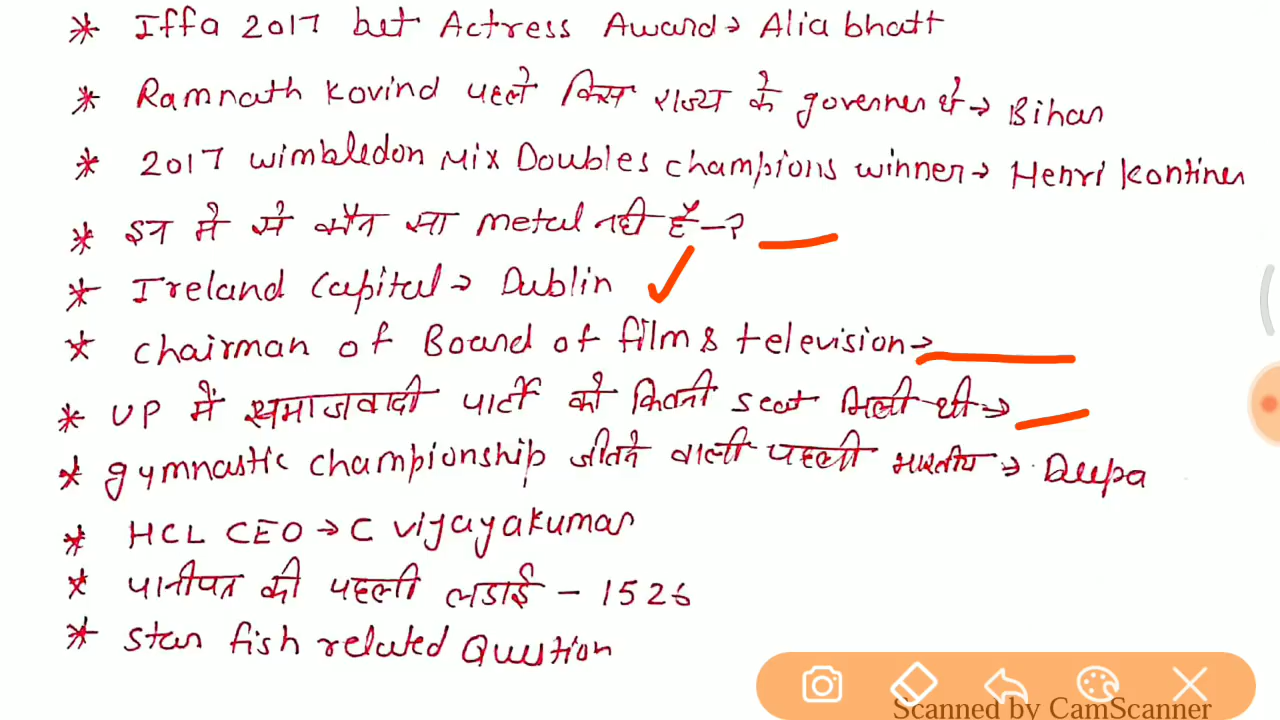 * Iffa 2017 bet Actress Award → Alia bhatt
* Ramnath Kovind पहले किस राज्य के governer थे → Bihar
* 2017 wimbledon Mix Doubles champions winner → Henri Kontiner
* इन मे से कौन सा metal नही है -?
* Ireland Capital → Dublin
* Chairman of Board of film & television →
* UP में समाजवादी पार्टी को कितनी seat मिली थी →
* gymnastic championship जीतने वाली पहली भारतीय → Deepa
* HCL CEO → C vijayakumar
* पानीपत की पहली लडाई - 1526
* Star fish related Question
Scanned by CamScanner